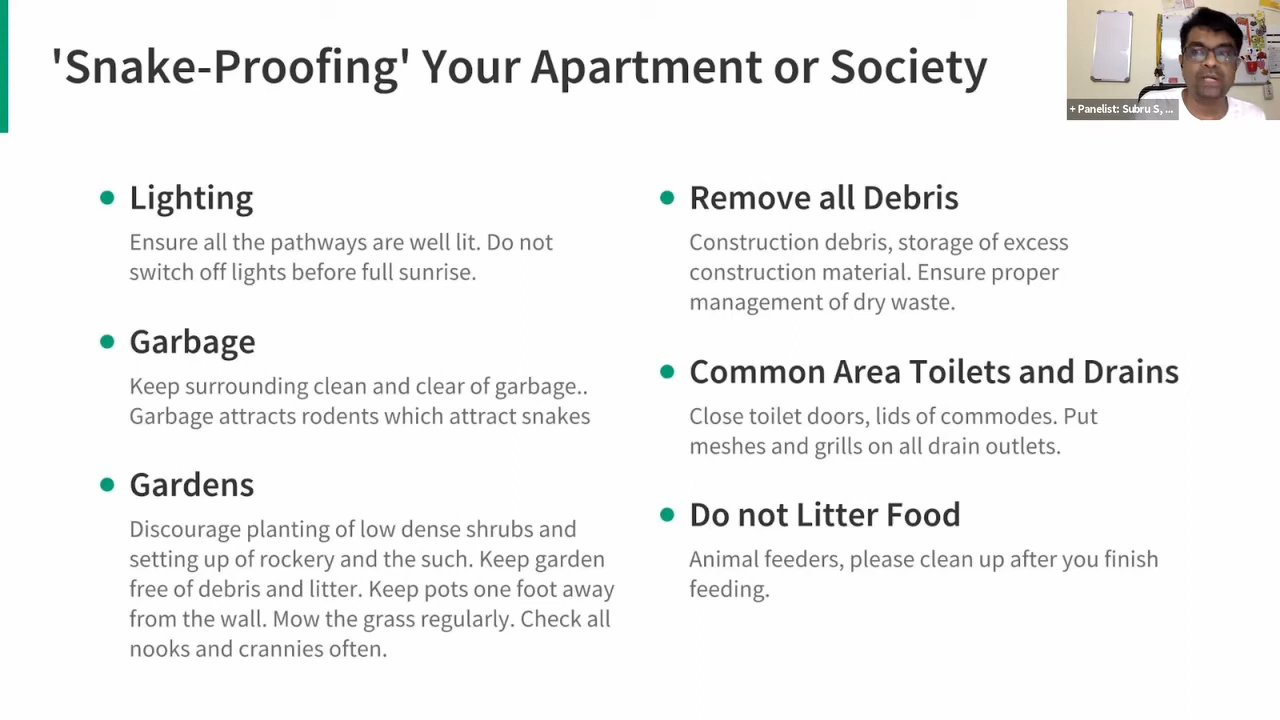 'Snake-Proofing' Your Apartment or Society
+ Panelist: Subru S, ...
Lighting
Ensure all the pathways are well lit. Do not
switch off lights before full sunrise.
Garbage
Keep surrounding clean and clear of garbage..
Garbage attracts rodents which attract snakes
Gardens
Discourage planting of low dense shrubs and
setting up of rockery and the such. Keep garden
free of debris and litter. Keep pots one foot away
from the wall. Mow the grass regularly. Check all
nooks and crannies often.
Remove all Debris
Construction debris, storage of excess
construction material. Ensure proper
management of dry waste.
Common Area Toilets and Drains
Close toilet doors, lids of commodes. Put
meshes and grills on all drain outlets.
Do not Litter Food
Animal feeders, please clean up after you finish
feeding.